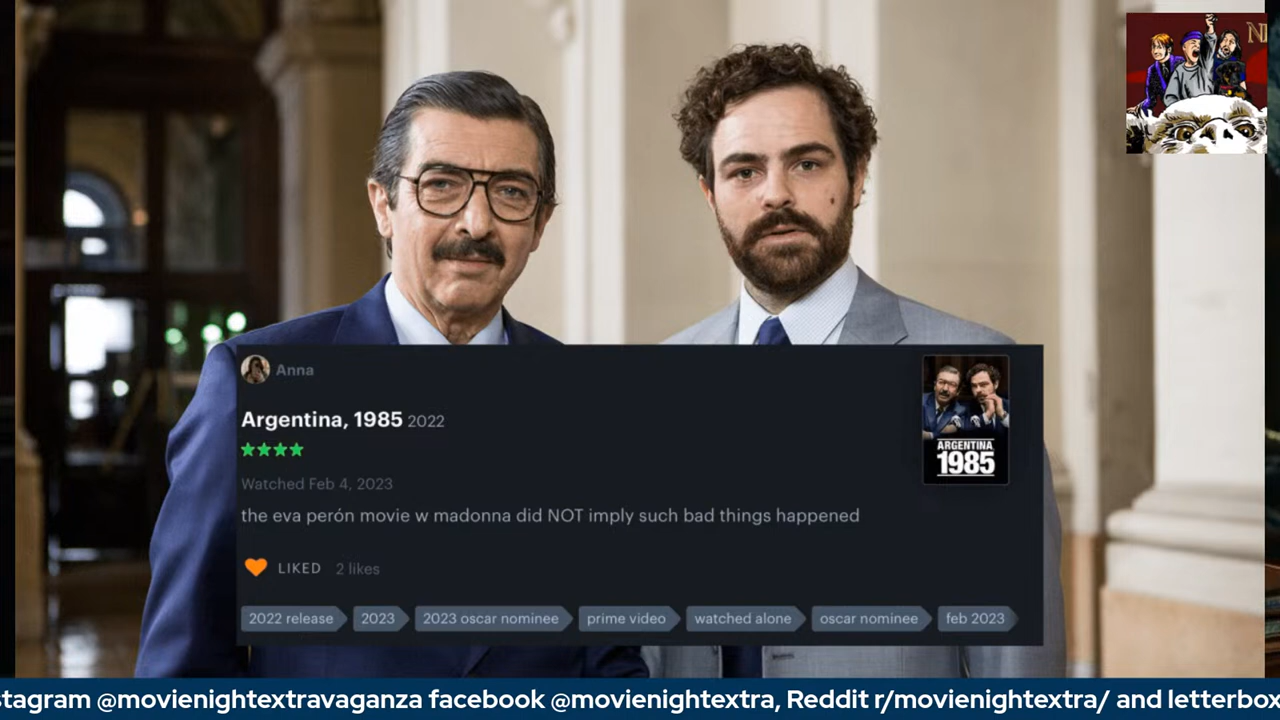 N
Anna
Argentina, 1985 2022
Watched Feb 4, 2023
the eva perón movie w madonna did NOT imply such bad things happened
LIKED 2 likes
2022 release 2023 2023 oscar nominee prime video watched alone oscar nominee feb 2023
ARGENTINA
1985
stagram @movienightextravaganza facebook @movienightextra, Reddit r/movienightextra/ and letterbox